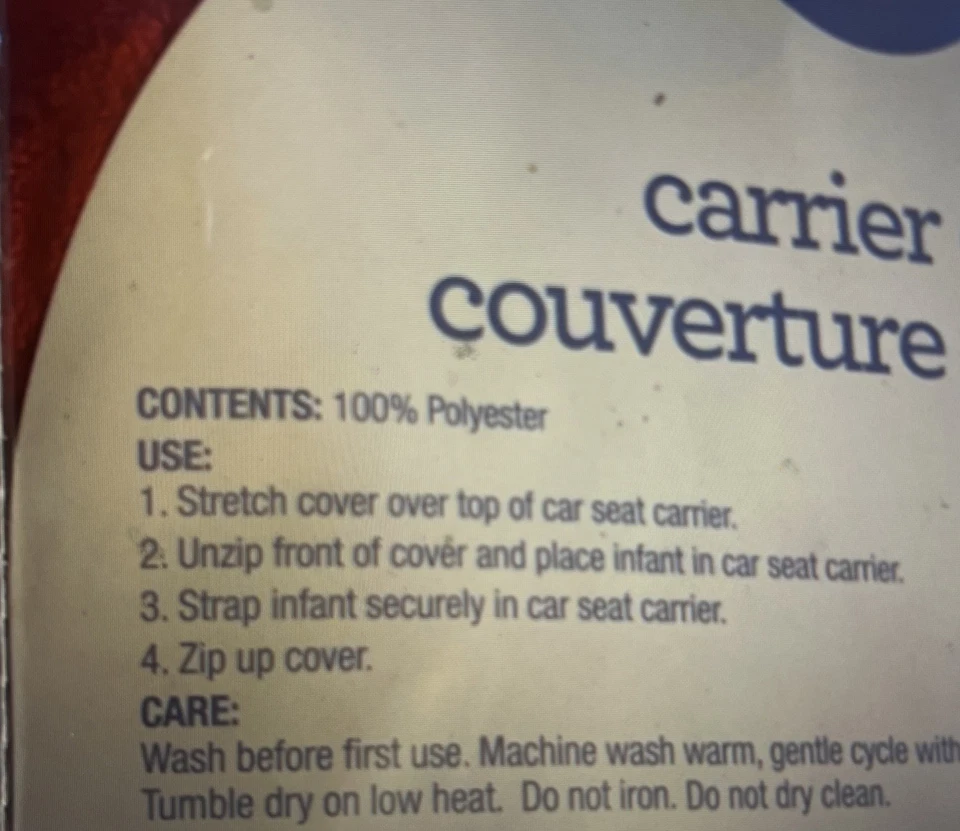 carrier
couverture
CONTENTS: 100% Polyester
USE:
1. Stretch cover over top of car seat carrier.
2. Unzip front of cover and place infant in car seat carrier.
3. Strap infant securely in car seat carrier.
4. Zip up cover.
CARE:
Wash before first use. Machine wash warm, gentle cycle with
Tumble dry on low heat. Do not iron. Do not dry clean.